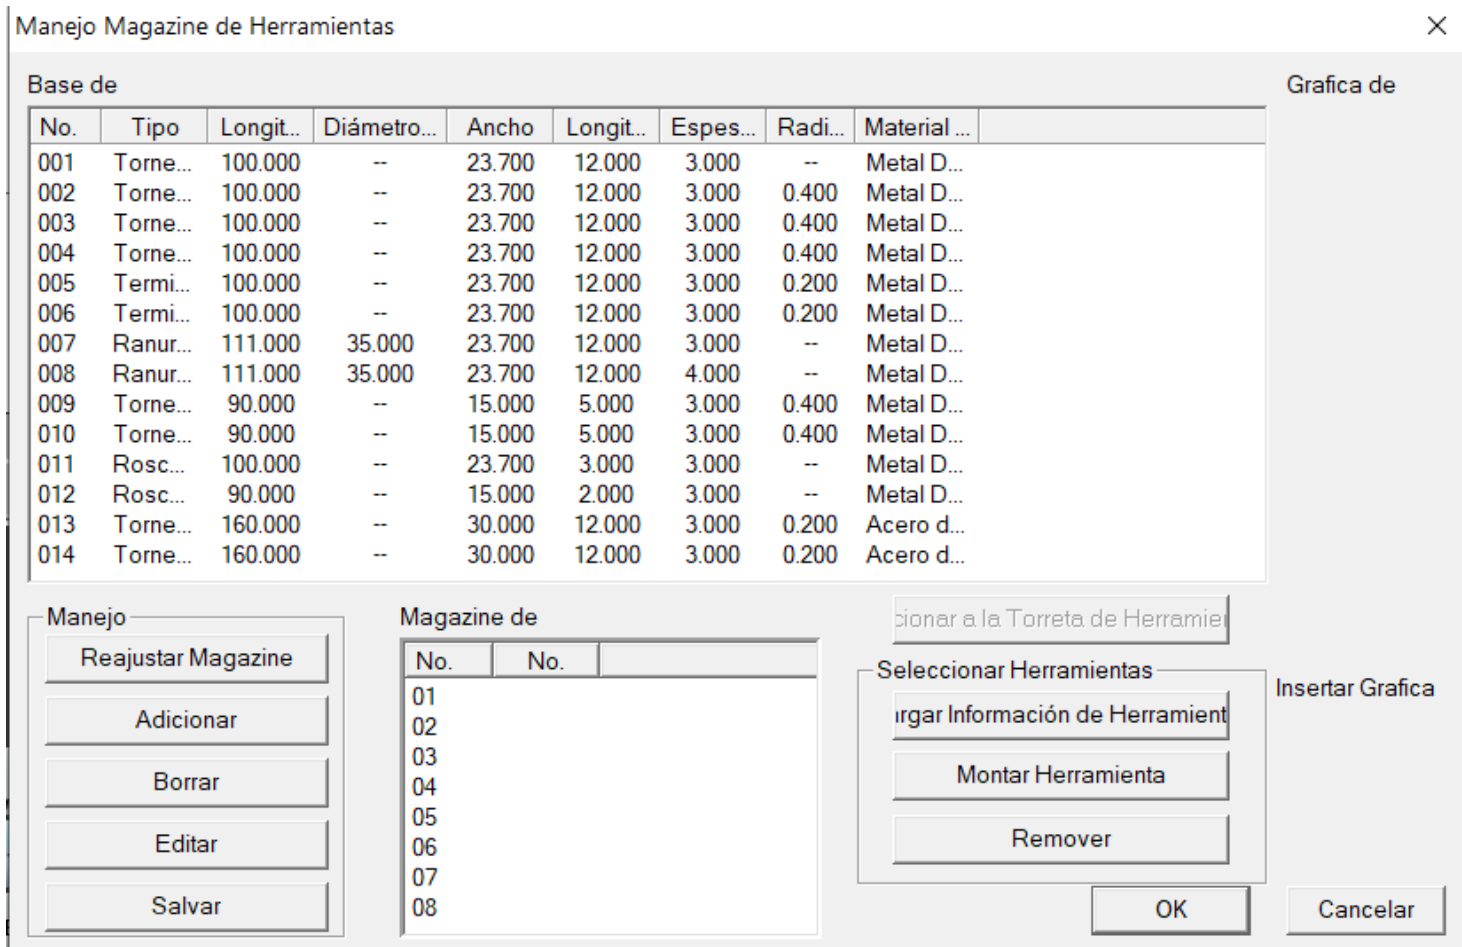 Manejo Magazine de Herramientas
Base de
Grafica de
No. Tipo Longit... Diámetro... Ancho Longit... Espes... Radi... Material ...
001 Torne... 100.000 -- 23.700 12.000 3.000 -- Metal D...
002 Torne... 100.000 -- 23.700 12.000 3.000 0.400 Metal D...
003 Torne... 100.000 -- 23.700 12.000 3.000 0.400 Metal D...
004 Torne... 100.000 -- 23.700 12.000 3.000 0.400 Metal D...
005 Termi... 100.000 -- 23.700 12.000 3.000 0.200 Metal D...
006 Termi... 100.000 -- 23.700 12.000 3.000 0.200 Metal D...
007 Ranur... 111.000 35.000 23.700 12.000 3.000 -- Metal D...
008 Ranur... 111.000 35.000 23.700 12.000 4.000 -- Metal D...
009 Torne... 90.000 -- 15.000 5.000 3.000 0.400 Metal D...
010 Torne... 90.000 -- 15.000 5.000 3.000 0.400 Metal D...
011 Rosc... 100.000 -- 23.700 3.000 3.000 -- Metal D...
012 Rosc... 90.000 -- 15.000 2.000 3.000 -- Metal D...
013 Torne... 160.000 -- 30.000 12.000 3.000 0.200 Acero d...
014 Torne... 160.000 -- 30.000 12.000 3.000 0.200 Acero d...
Manejo
Reajustar Magazine
Adicionar
Borrar
Editar
Salvar
Magazine de
No. No.
01
02
03
04
05
06
07
08
cionar a la Torreta de Herramie
Seleccionar Herramientas
rgar Información de Herramient
Montar Herramienta
Remover
Insertar Grafica
OK
Cancelar